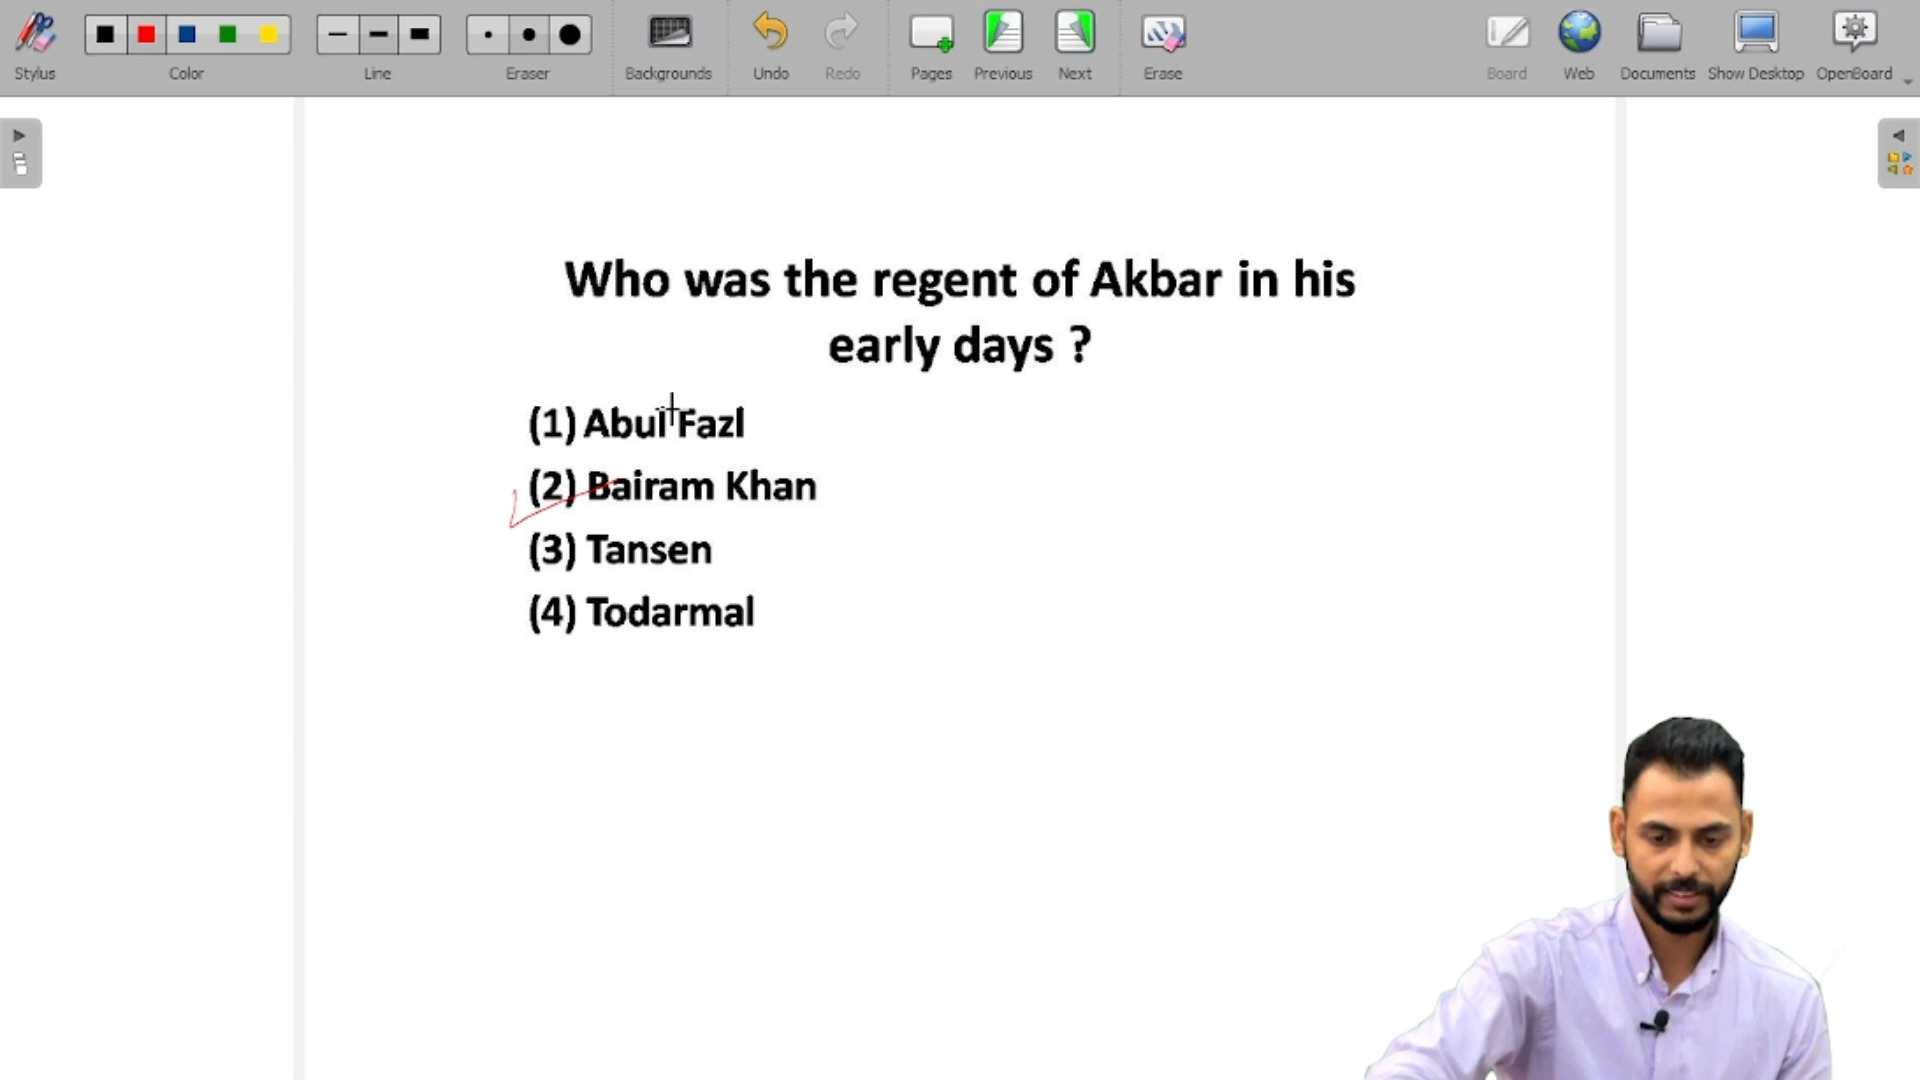 Stylus Color Line Eraser Backgrounds Undo Redo Pages Previous Next Erase Board Web Documents Show Desktop OpenBoard
Who was the regent of Akbar in his
early days ?
(1) Abul Fazl
(2) Bairam Khan
(3) Tansen
(4) Todarmal